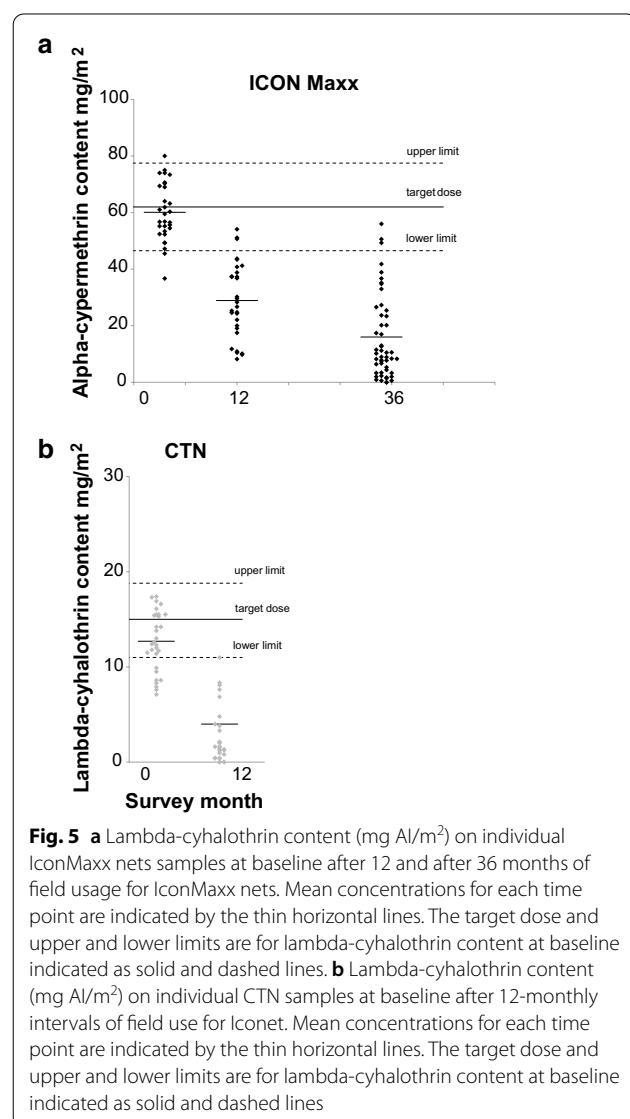 a
ICON Maxx
Alpha-cypermethrin content mg/m²
100
80
60
40
20
0
upper limit
target dose
lower limit
0 12 36
b
CTN
Lambda-cyhalothrin content mg/m²
30
20
10
0
upper limit
target dose
lower limit
0 12
Survey month
Fig. 5 a Lambda-cyhalothrin content (mg AI/m²) on individual
IconMaxx nets samples at baseline after 12 and after 36 months of
field usage for IconMaxx nets. Mean concentrations for each time
point are indicated by the thin horizontal lines. The target dose and
upper and lower limits are for lambda-cyhalothrin content at baseline
indicated as solid and dashed lines. b Lambda-cyhalothrin content
(mg AI/m²) on individual CTN samples at baseline after 12-monthly
intervals of field use for Iconet. Mean concentrations for each time
point are indicated by the thin horizontal lines. The target dose and
upper and lower limits are for lambda-cyhalothrin content at baseline
indicated as solid and dashed lines